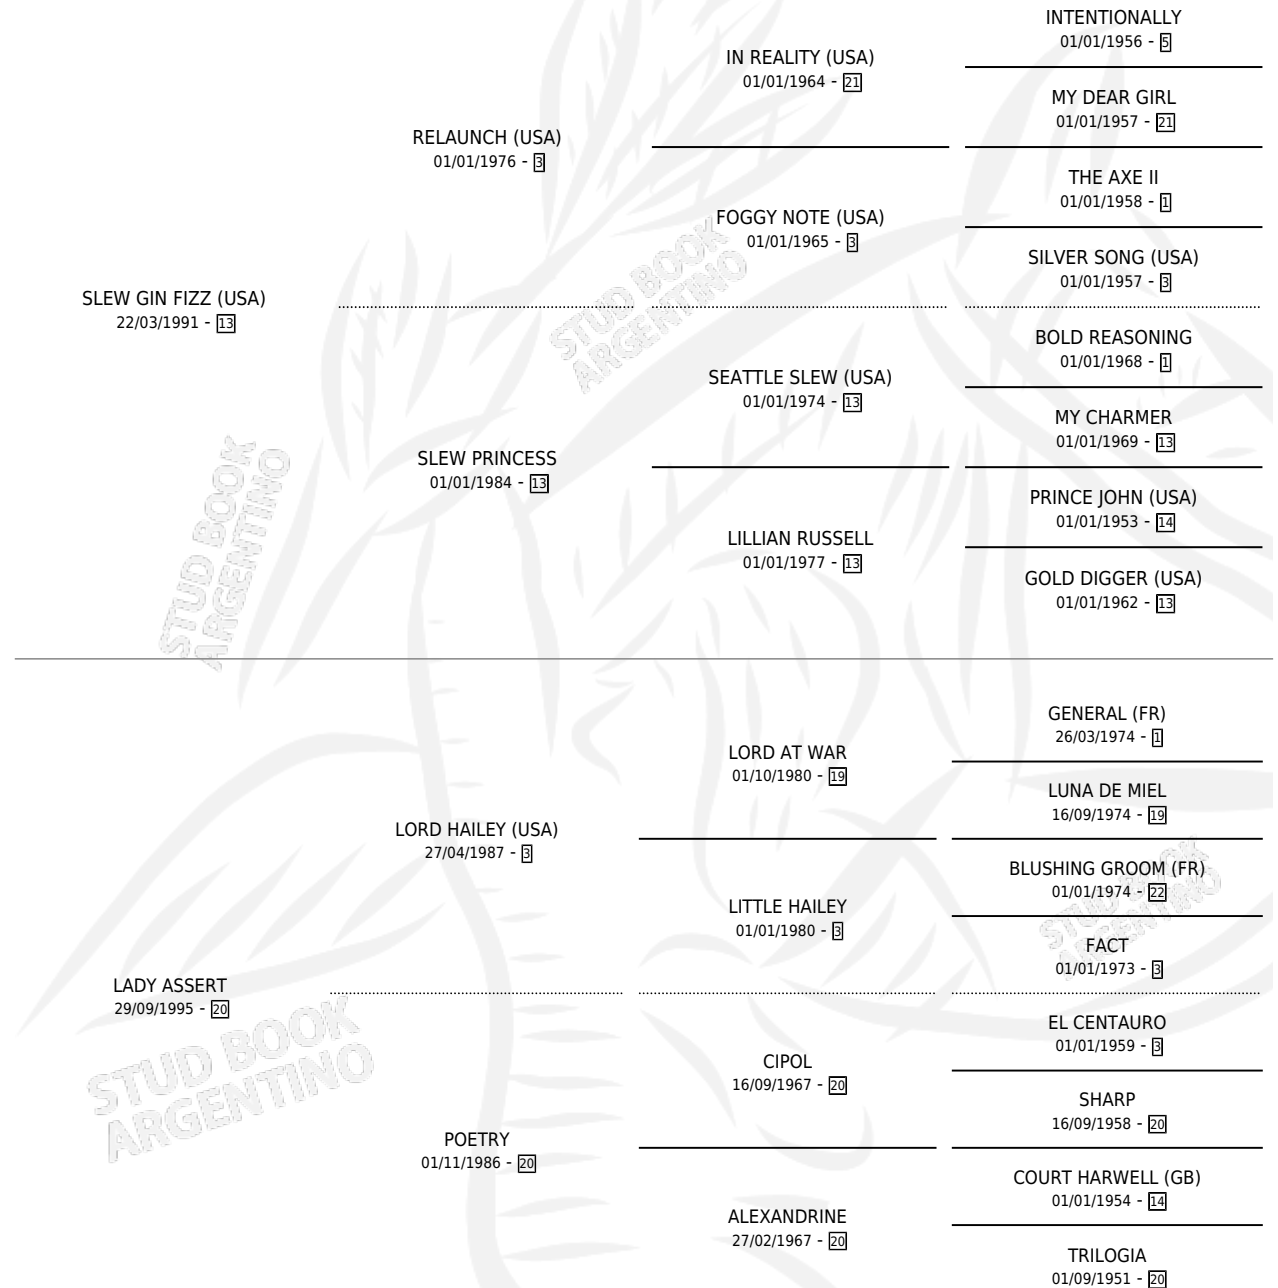 INTENTIONALLY
01/01/1956 - 5
IN REALITY (USA)
01/01/1964 - 21
MY DEAR GIRL
01/01/1957 - 21
RELAUNCH (USA)
01/01/1976 - 3
THE AXE II
01/01/1958 - 1
FOGGY NOTE (USA)
01/01/1965 - 3
SILVER SONG (USA)
01/01/1957 - 3
SLEW GIN FIZZ (USA)
22/03/1991 - 13
BOLD REASONING
01/01/1968 - 1
SEATTLE SLEW (USA)
01/01/1974 - 13
MY CHARMER
01/01/1969 - 13
SLEW PRINCESS
01/01/1984 - 13
PRINCE JOHN (USA)
01/01/1953 - 14
LILLIAN RUSSELL
01/01/1977 - 13
GOLD DIGGER (USA)
01/01/1962 - 13
STUD BOOK
ARGENTINO
STUD BOOK
ARGENTINO
GENERAL (FR)
26/03/1974 - 1
LORD AT WAR
01/10/1980 - 19
LUNA DE MIEL
16/09/1974 - 19
LORD HAILEY (USA)
27/04/1987 - 3
BLUSHING GROOM (FR)
01/01/1974 - 22
LITTLE HAILEY
01/01/1980 - 3
FACT
01/01/1973 - 3
STUD BOOK
ARGENTINO
LADY ASSERT
29/09/1995 - 20
EL CENTAURO
01/01/1959 - 3
CIPOL
16/09/1967 - 20
SHARP
16/09/1958 - 20
STUD BOOK
ARGENTINO
POETRY
01/11/1986 - 20
COURT HARWELL (GB)
01/01/1954 - 14
ALEXANDRINE
27/02/1967 - 20
TRILOGIA
01/09/1951 - 20